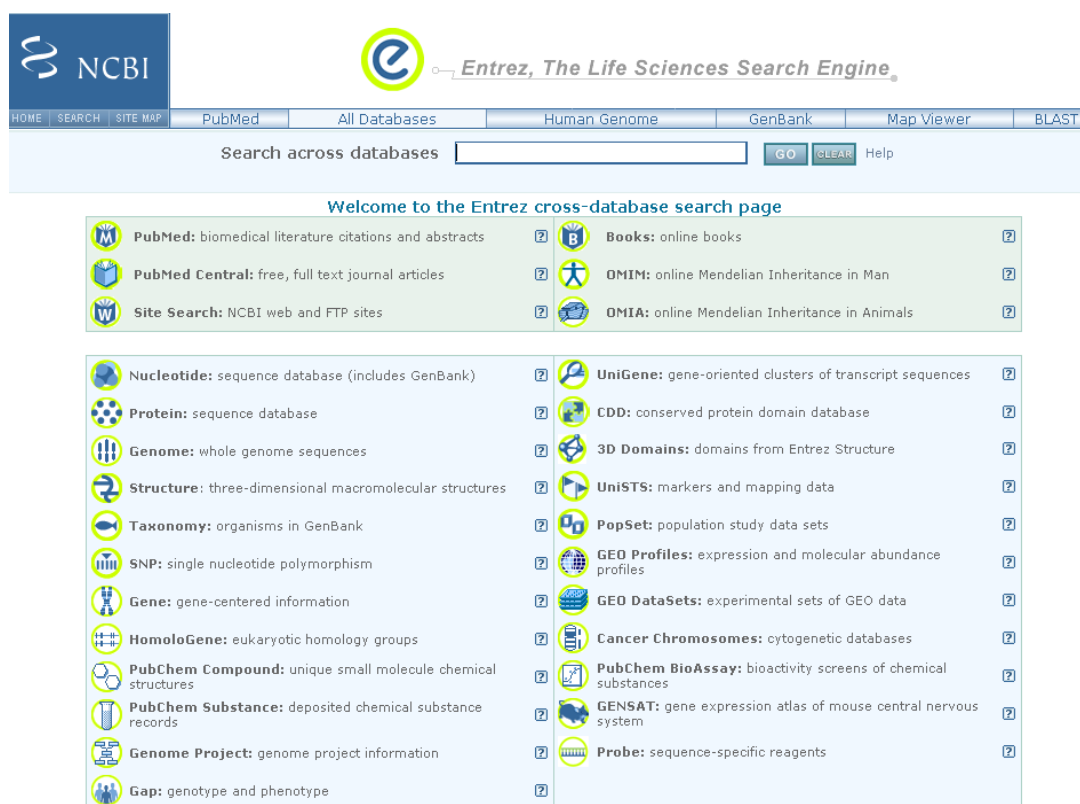 NCBI
Entrez, The Life Sciences Search Engine
HOME SEARCH SITE MAP PubMed All Databases Human Genome GenBank Map Viewer BLAST
Search across databases GO CLEAR Help
Welcome to the Entrez cross-database search page
PubMed: biomedical literature citations and abstracts ?
Books: online books ?
PubMed Central: free, full text journal articles ?
OMIM: online Mendelian Inheritance in Man ?
Site Search: NCBI web and FTP sites ?
OMIA: online Mendelian Inheritance in Animals ?
Nucleotide: sequence database (includes GenBank) ?
UniGene: gene-oriented clusters of transcript sequences ?
Protein: sequence database ?
CDD: conserved protein domain database ?
Genome: whole genome sequences ?
3D Domains: domains from Entrez Structure ?
Structure: three-dimensional macromolecular structures ?
UniSTS: markers and mapping data ?
Taxonomy: organisms in GenBank ?
PopSet: population study data sets ?
SNP: single nucleotide polymorphism ?
GEO Profiles: expression and molecular abundance
profiles ?
Gene: gene-centered information ?
GEO DataSets: experimental sets of GEO data ?
HomoloGene: eukaryotic homology groups ?
Cancer Chromosomes: cytogenetic databases ?
PubChem Compound: unique small molecule chemical
structures ?
PubChem BioAssay: bioactivity screens of chemical
substances ?
PubChem Substance: deposited chemical substance
records ?
GENSAT: gene expression atlas of mouse central nervous
system ?
Genome Project: genome project information ?
Probe: sequence-specific reagents ?
Gap: genotype and phenotype ?